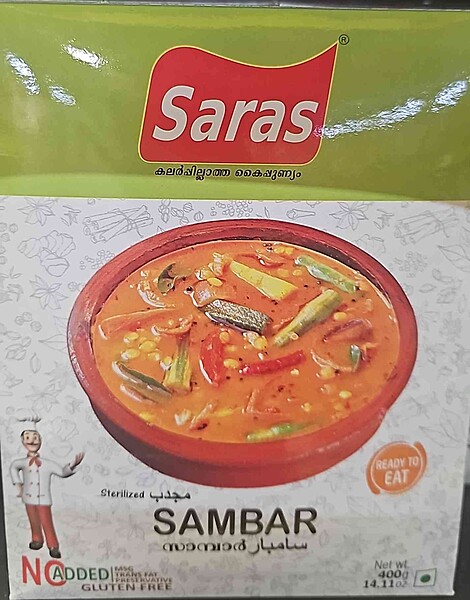 Saras®
കലർപ്പില്ലാത്ത കൈപ്പുണ്യം
READY TO
EAT
Sterilized مجدب
SAMBAR
സാമ്പാർ سامبار
NO ADDED MSG
TRANS FAT
PRESERVATIVE
GLUTEN FREE
Net wt.
400g
14.11oz